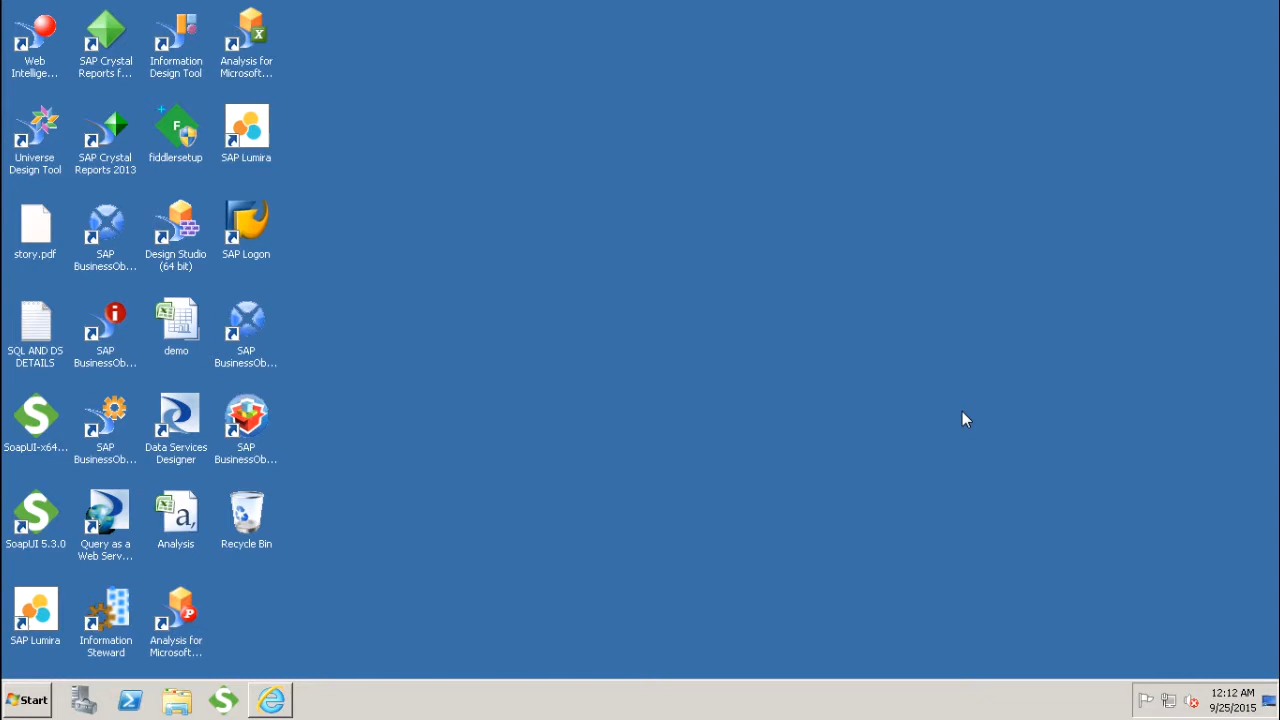 Web
Intellige...
SAP Crystal
Reports f...
Information
Design Tool
Analysis for
Microsoft...
Universe
Design Tool
SAP Crystal
Reports 2013
fiddlersetup
SAP Lumira
story.pdf
SAP
BusinessOb...
Design Studio
(64 bit)
SAP Logon
SQL AND DS
DETAILS
SAP
BusinessOb...
demo
SAP
BusinessOb...
SoapUI-x64...
SAP
BusinessOb...
Data Services
Designer
SAP
BusinessOb...
SoapUI 5.3.0
Query as a
Web Serv...
Analysis
Recycle Bin
SAP Lumira
Information
Steward
Analysis for
Microsoft...
Start
12:12 AM
9/25/2015